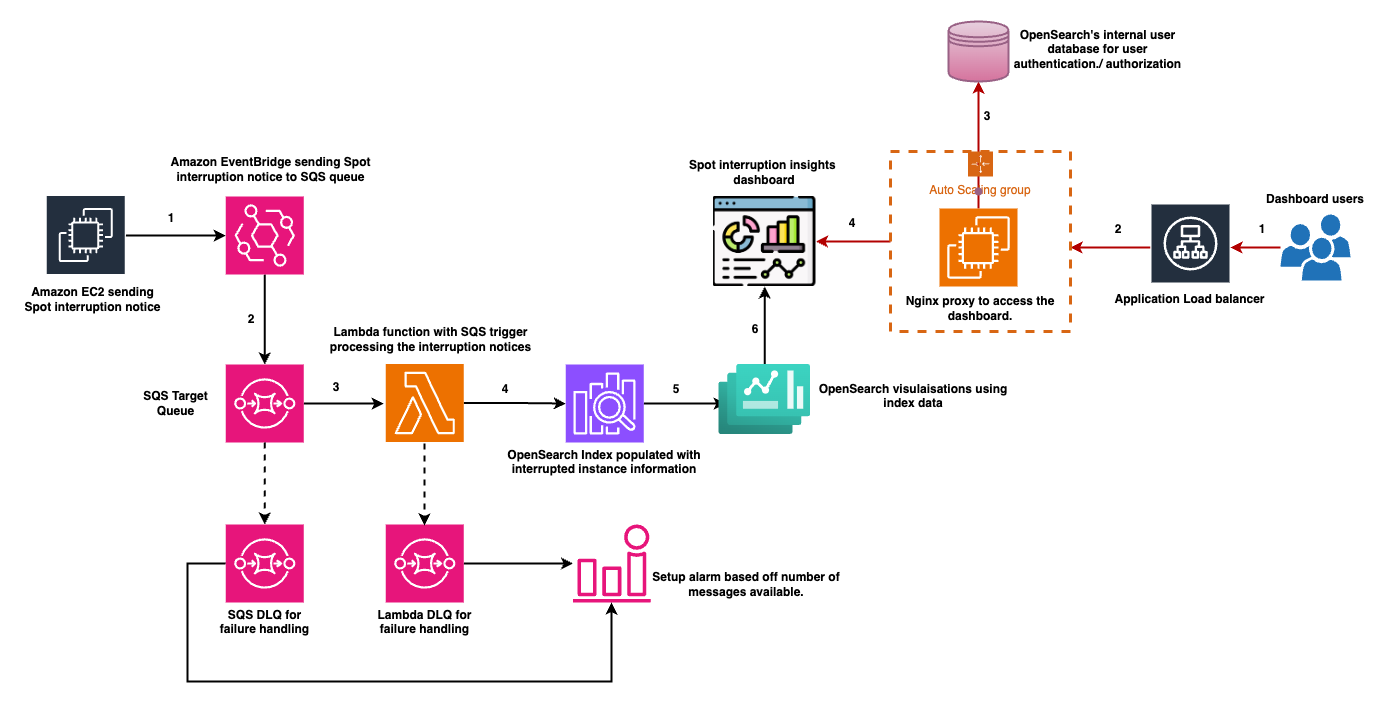 OpenSearch's internal user
database for user
authentication./ authorization
3
Amazon EventBridge sending Spot
interruption notice to SQS queue
Spot interruption insights
dashboard
Auto Scaling group
Dashboard users
1
4
2
1
Amazon EC2 sending
Spot interruption notice
Nginx proxy to access the
dashboard.
Application Load balancer
2
Lambda function with SQS trigger
processing the interruption notices
6
SQS Target
Queue
3
4
5
OpenSearch visulaisations using
index data
OpenSearch Index populated with
interrupted instance information
Setup alarm based off number of
messages available.
SQS DLQ for
failure handling
Lambda DLQ for
failure handling